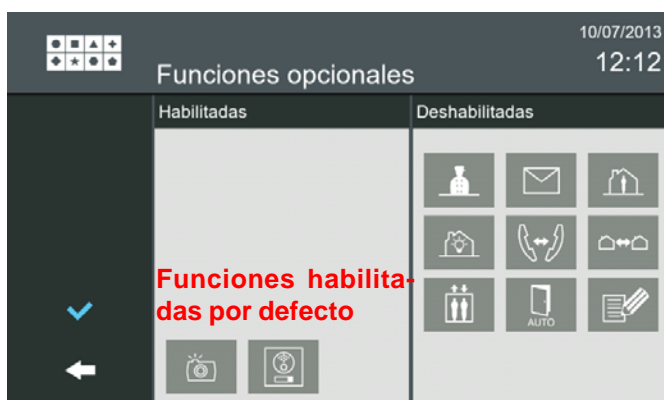 10/07/2013
12:12
Funciones opcionales
Habilitadas
Deshabilitadas
Funciones habilita-
das por defecto
AUTO